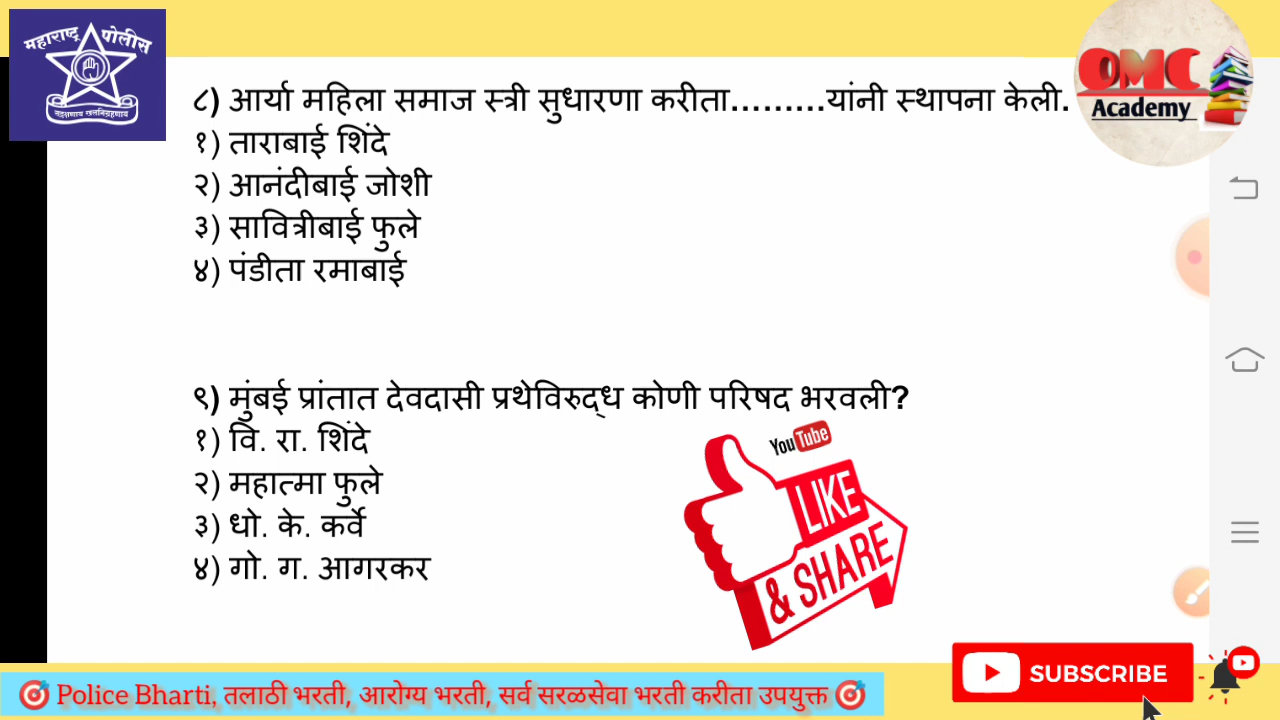 महाराष्ट्र पोलीस
सद्रक्षणाय खलनिग्रहणाय
OMC
Academy
८) आर्या महिला समाज स्त्री सुधारणा करीता.........यांनी स्थापना केली.
१) ताराबाई शिंदे
२) आनंदीबाई जोशी
३) सावित्रीबाई फुले
४) पंडीता रमाबाई
९) मुंबई प्रांतात देवदासी प्रथेविरुद्ध कोणी परिषद भरवली?
१) वि. रा. शिंदे
२) महात्मा फुले
३) धो. के. कर्वे
४) गो. ग. आगरकर
YouTube
LIKE
& SHARE
SUBSCRIBE
🎯 Police Bharti, तलाठी भरती, आरोग्य भरती, सर्व सरळसेवा भरती करीता उपयुक्त 🎯